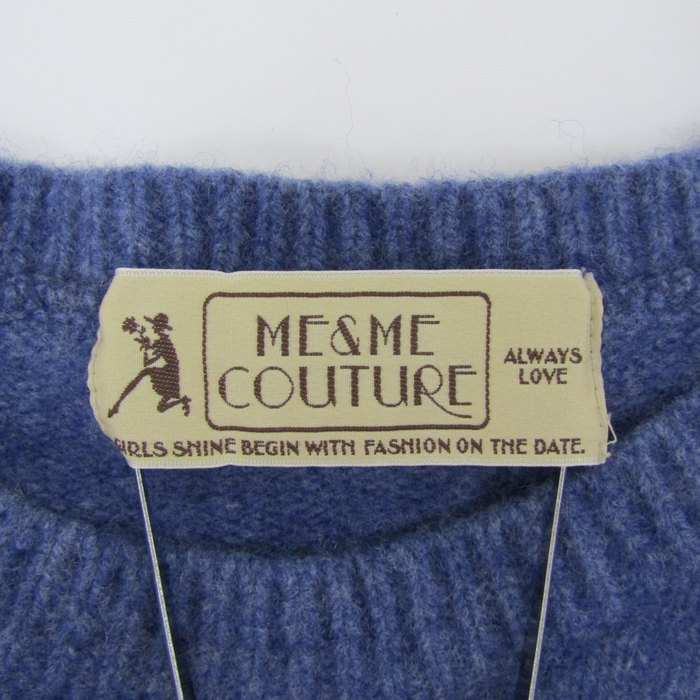 ME&ME
COUTURE
ALWAYS
LOVE
GIRLS SHINE BEGIN WITH FASHION ON THE DATE.